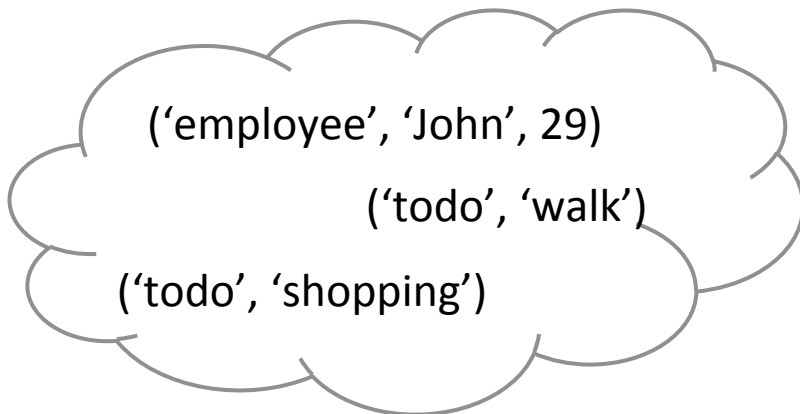 (‘employee’, ‘John’, 29)
(‘todo’, ‘walk’)
(‘todo’, ‘shopping’)